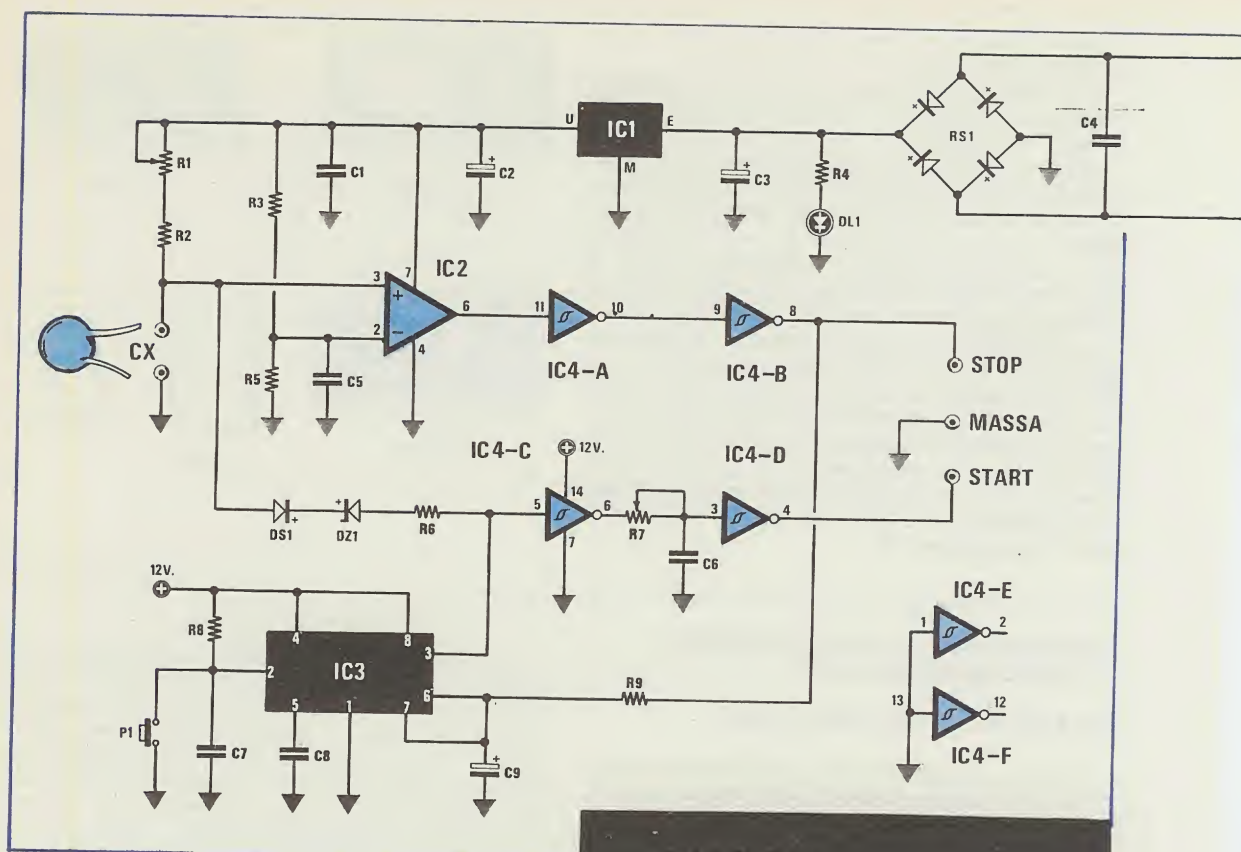 U
IC1
E
M
RS1
C4
R1
R2
R3
C1
C2
C3
R4
DL1
CX
R5
C5
3
7
+
2
−
4
6
IC2
11
10
IC4-A
9
8
IC4-B
STOP
MASSA
START
IC4-C
12V.
5
14
6
7
R7
C6
IC4-D
3
4
+
DS1
+
DZ1
R6
12V.
R8
4
8
3
2
IC3
6
5
1
7
P1
C7
C8
C9
+
R9
IC4-E
1
2
13
12
IC4-F